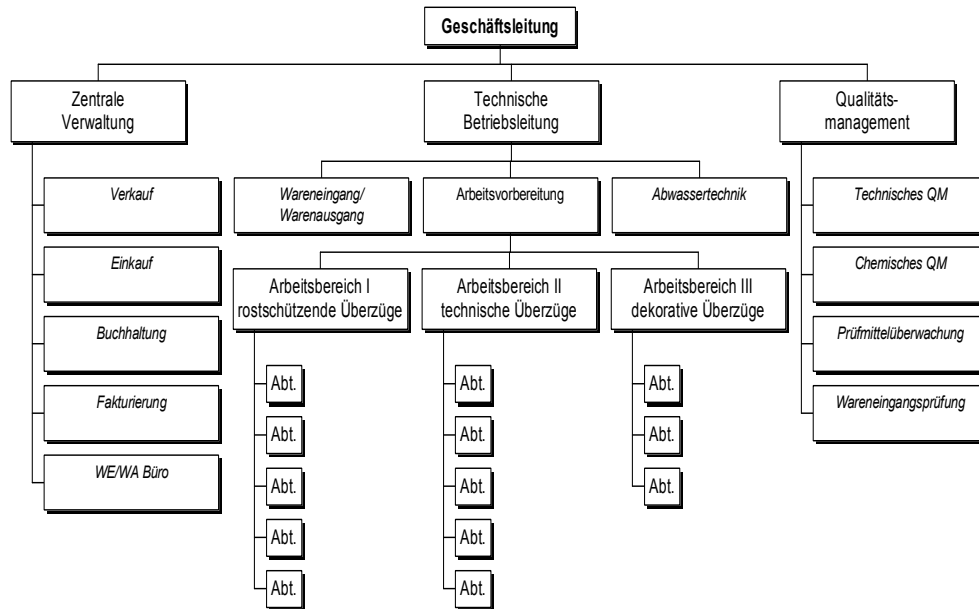 Geschäftsleitung
Zentrale
Verwaltung
Technische
Betriebsleitung
Qualitäts-
management
Verkauf
Einkauf
Buchhaltung
Fakturierung
WE/WA Büro
Wareneingang/
Warenausgang
Arbeitsvorbereitung
Abwassertechnik
Arbeitsbereich I
rostschützende Überzüge
Abt.
Abt.
Abt.
Abt.
Abt.
Arbeitsbereich II
technische Überzüge
Abt.
Abt.
Abt.
Abt.
Abt.
Arbeitsbereich III
dekorative Überzüge
Abt.
Abt.
Abt.
Technisches QM
Chemisches QM
Prüfmittelüberwachung
Wareneingangsprüfung